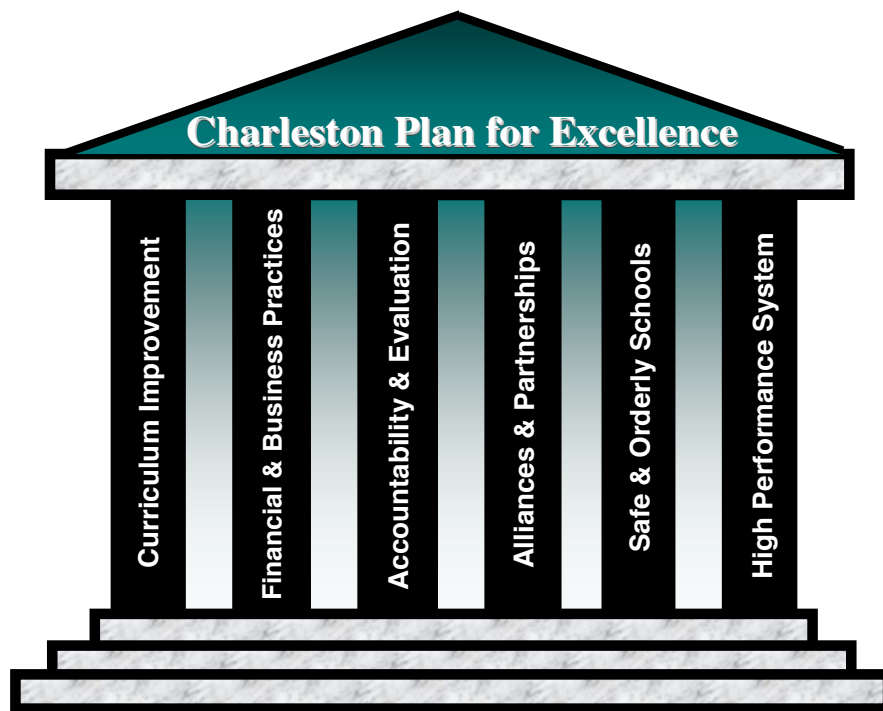 Charleston Plan for Excellence
Curriculum Improvement
Financial & Business Practices
Accountability & Evaluation
Alliances & Partnerships
Safe & Orderly Schools
High Performance System